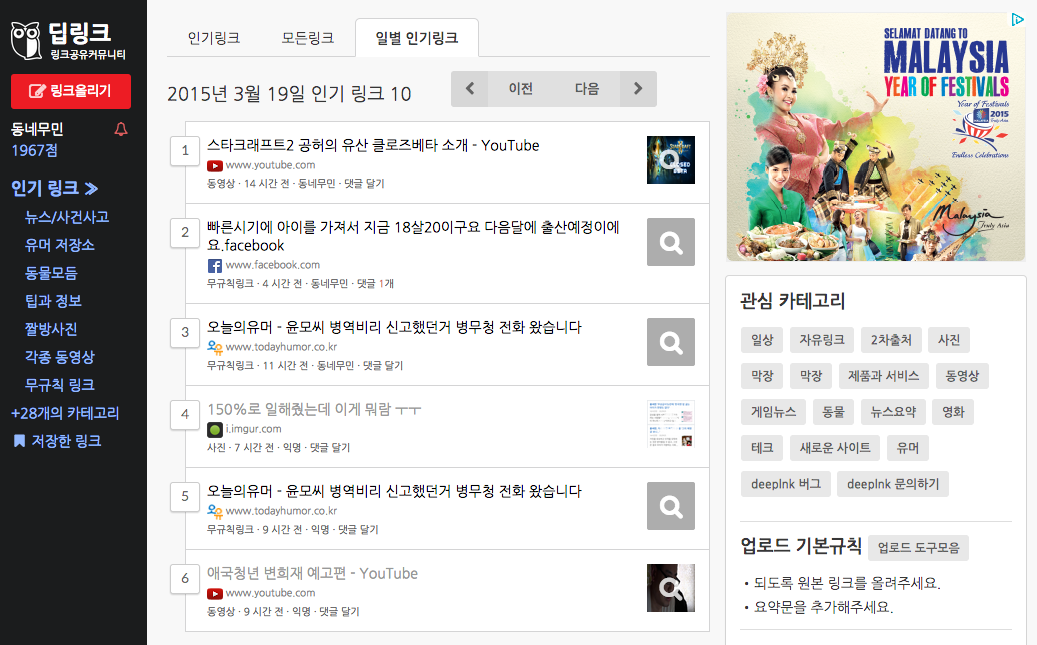 딥링크
링크공유커뮤니티
링크올리기
동네무민
1967점
인기 링크
뉴스/사건사고
유머 저장소
동물모듬
팁과 정보
짤방사진
각종 동영상
무규칙 링크
+28개의 카테고리
저장한 링크
인기링크 모든링크 일별 인기링크
2015년 3월 19일 인기 링크 10
이전 다음
1
스타크래프트2 공허의 유산 클로즈베타 소개 - YouTube
www.youtube.com
동영상 · 14 시간 전 · 동네무민 · 댓글 달기
2
빠른시기에 아이를 가져서 지금 18살20이구요 다음달에 출산예정이에
요.facebook
www.facebook.com
무규칙링크 · 4 시간 전 · 동네무민 · 댓글 1개
3
오늘의유머 - 윤모씨 병역비리 신고했던거 병무청 전화 왔습니다
오유 www.todayhumor.co.kr
무규칙링크 · 11 시간 전 · 동네무민 · 댓글 달기
4
150%로 일해줬는데 이게 뭐람 ㅜㅜ
i.imgur.com
사진 · 7 시간 전 · 익명 · 댓글 달기
5
오늘의유머 - 윤모씨 병역비리 신고했던거 병무청 전화 왔습니다
오유 www.todayhumor.co.kr
무규칙링크 · 9 시간 전 · 익명 · 댓글 달기
6
애국청년 변희재 예고편 - YouTube
www.youtube.com
동영상 · 9 시간 전 · 익명 · 댓글 달기
SELAMAT DATANG TO
MALAYSIA
YEAR OF FESTIVALS
Year of Festivals
2015
Endless Celebrations
Malaysia
Truly Asia
관심 카테고리
일상 자유링크 2차출처 사진
막장 막장 제품과 서비스 동영상
게임뉴스 동물 뉴스요약 영화
테크 새로운 사이트 유머
deeplnk 버그 deeplnk 문의하기
업로드 기본규칙 업로드 도구모음
· 되도록 원본 링크를 올려주세요.
· 요약문을 추가해주세요.